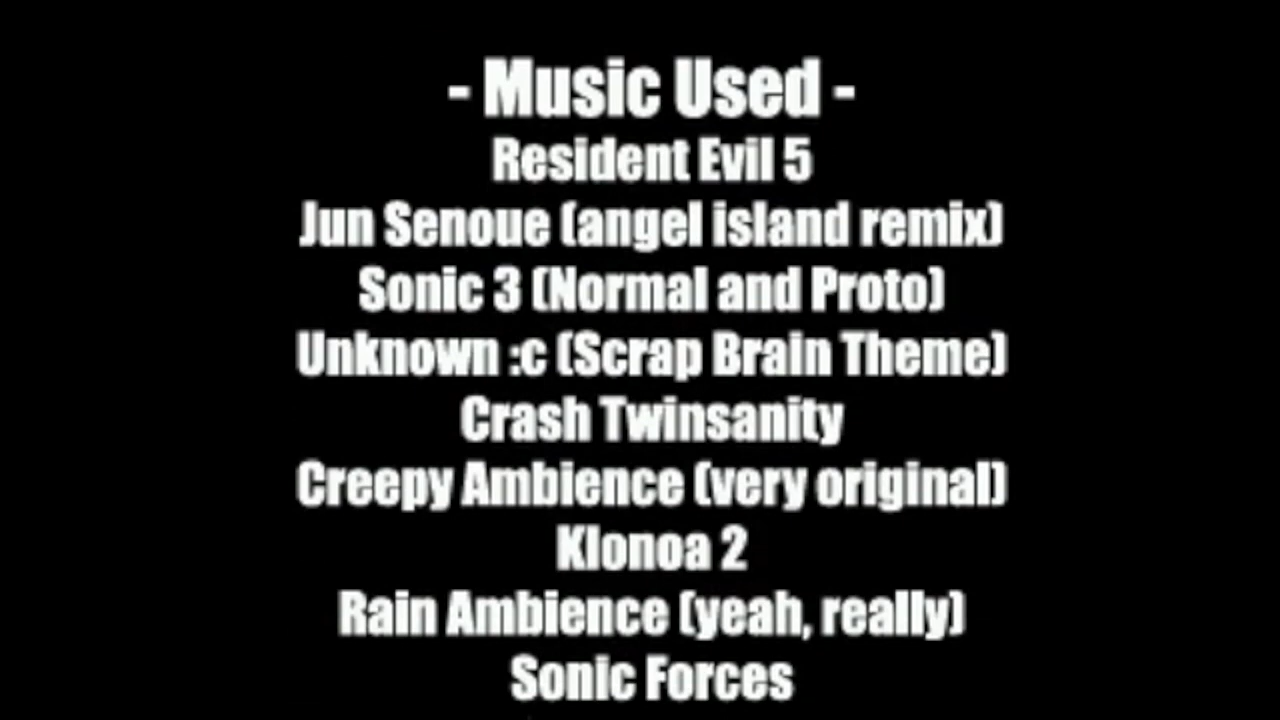 - Music Used -
Resident Evil 5
Jun Senoue (angel island remix)
Sonic 3 (Normal and Proto)
Unknown :c (Scrap Brain Theme)
Crash Twinsanity
Creepy Ambience (very original)
Klonoa 2
Rain Ambience (yeah, really)
Sonic Forces